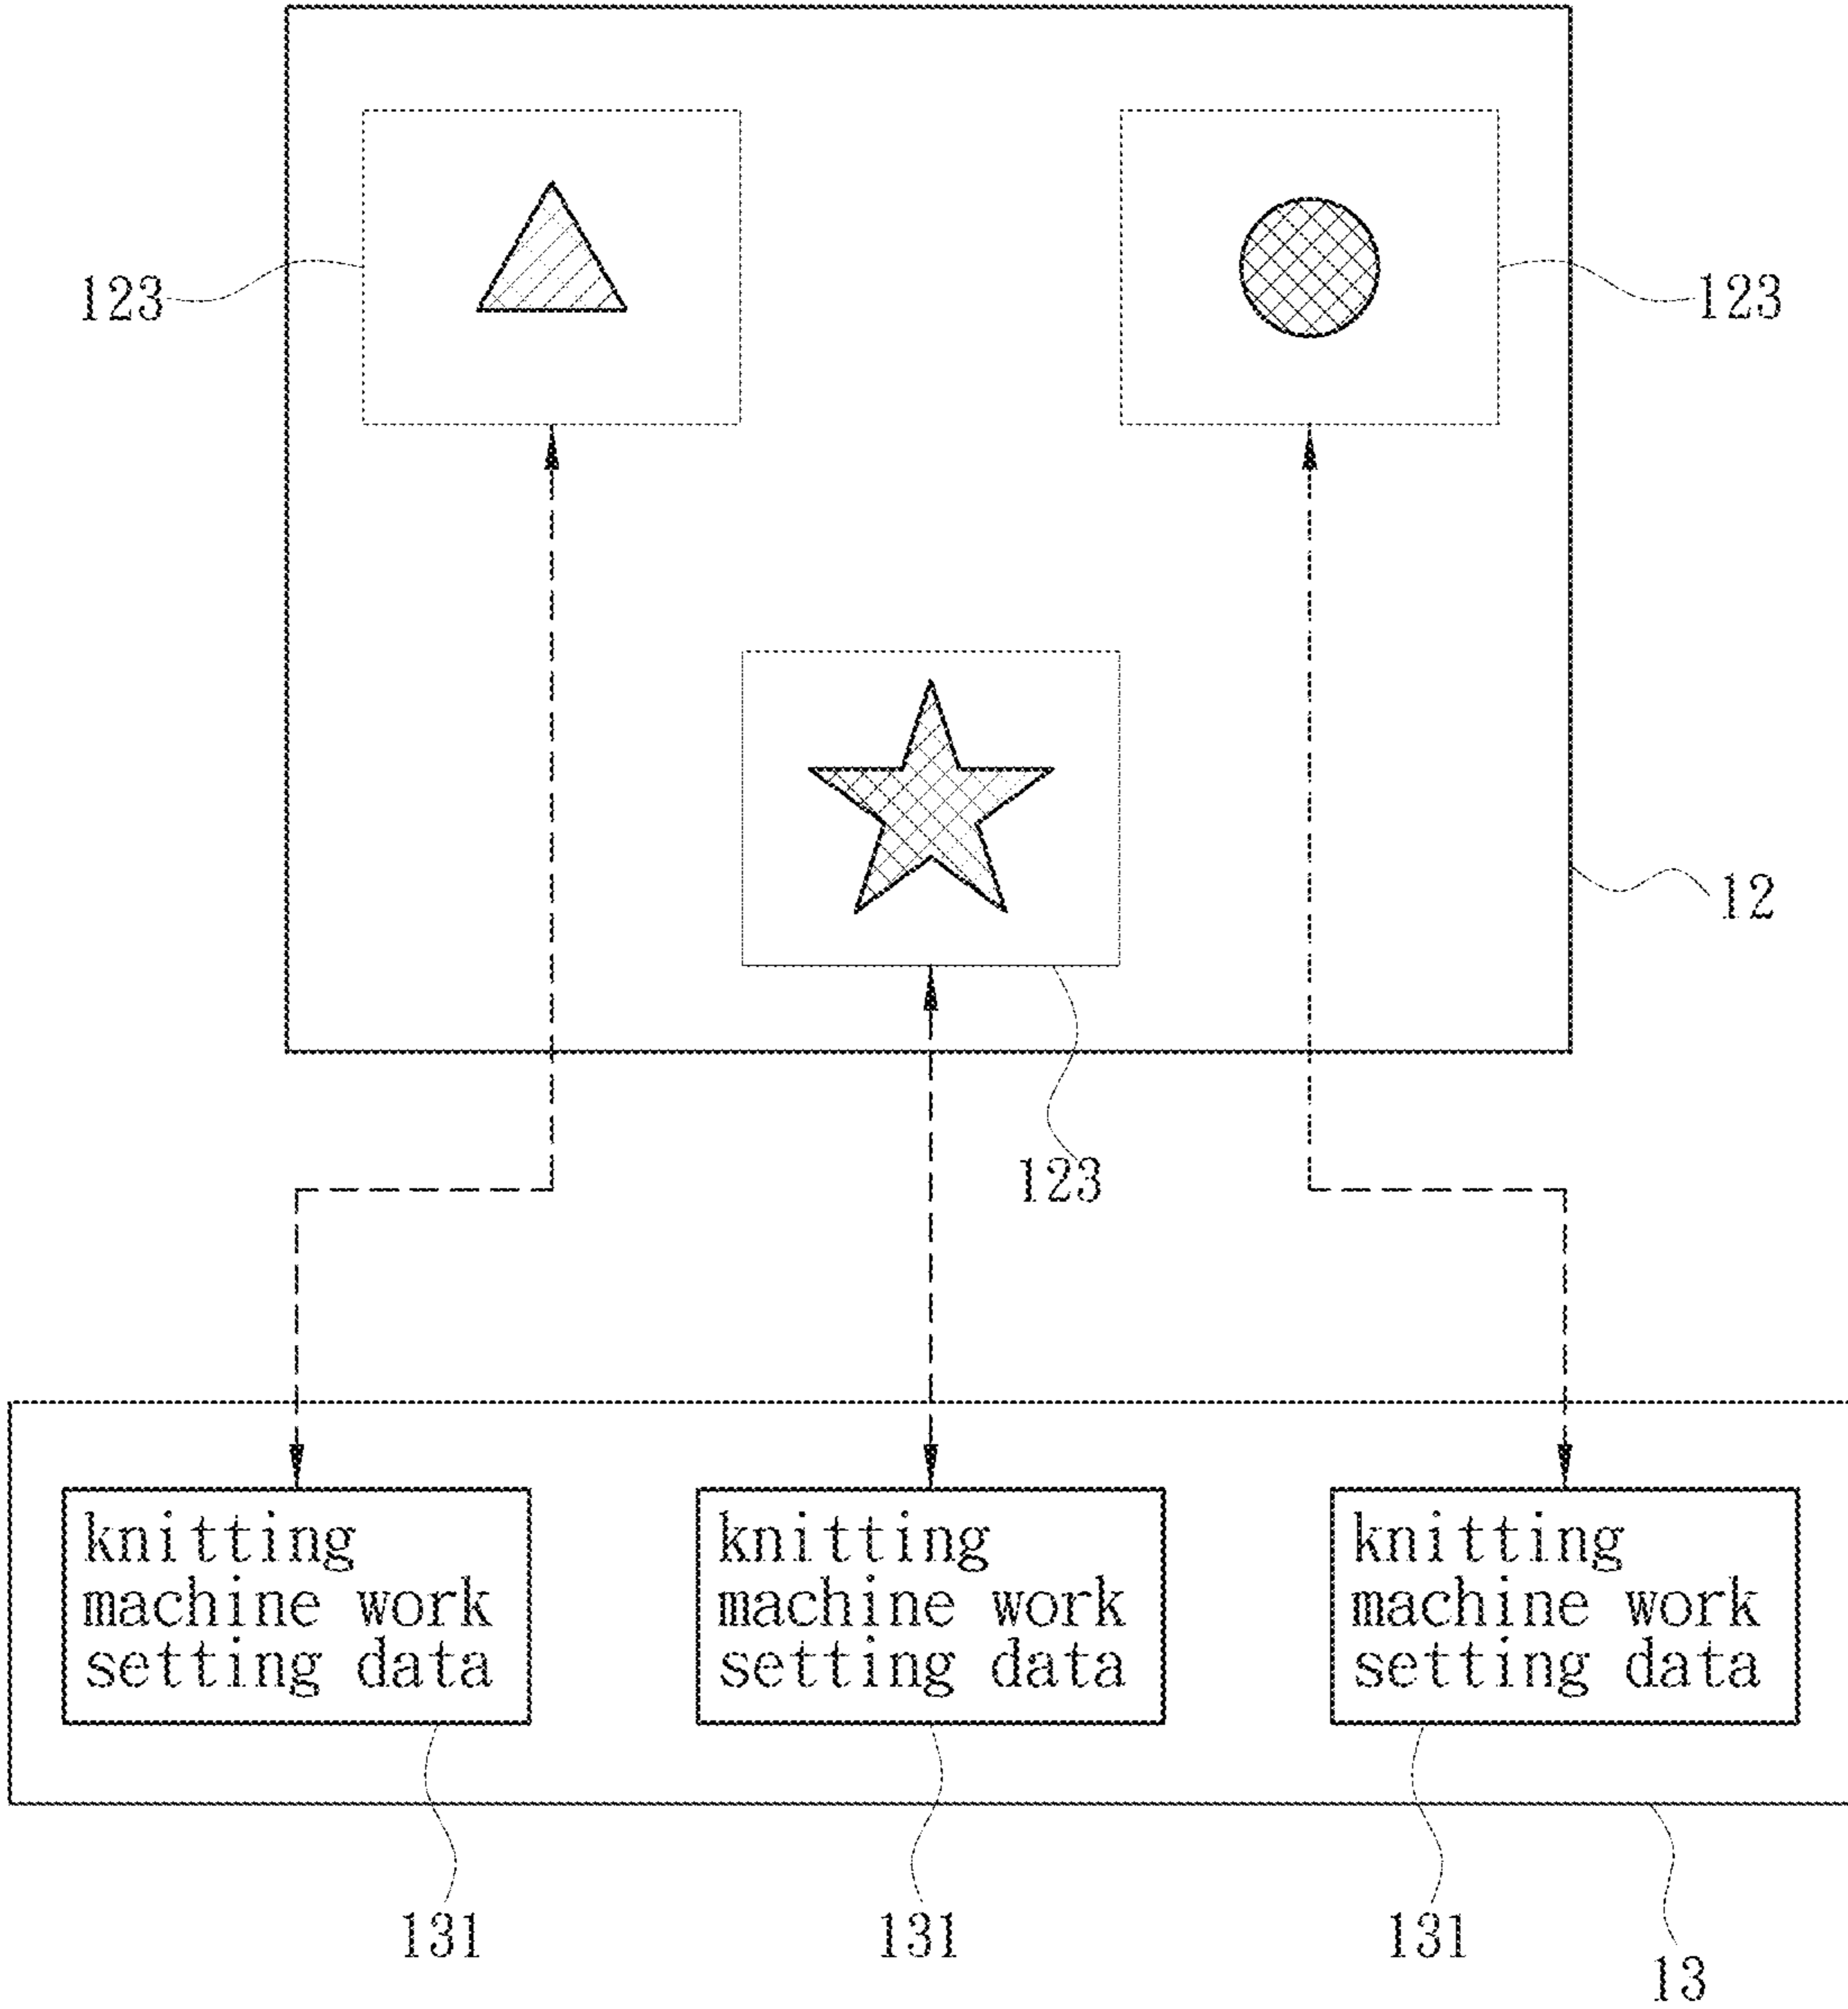 123
123
12
123
knitting
machine work
setting data
knitting
machine work
setting data
knitting
machine work
setting data
131
131
131
13